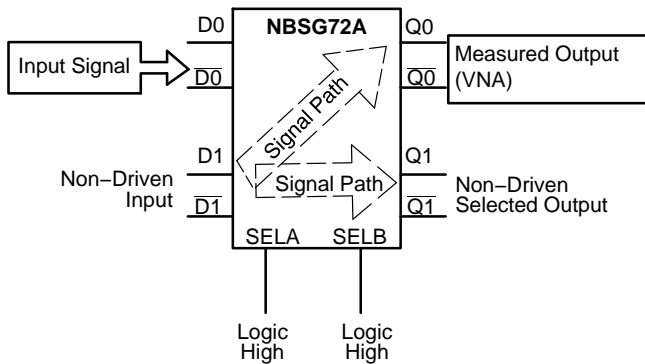 NBSG72A
D0
Q0
Input Signal
D0
Q0
Measured Output
(VNA)
Signal Path
D1
Q1
Non−Driven
Input
Signal Path
Non−Driven
Selected Output
D1
Q1
SELA
SELB
Logic
High
Logic
High